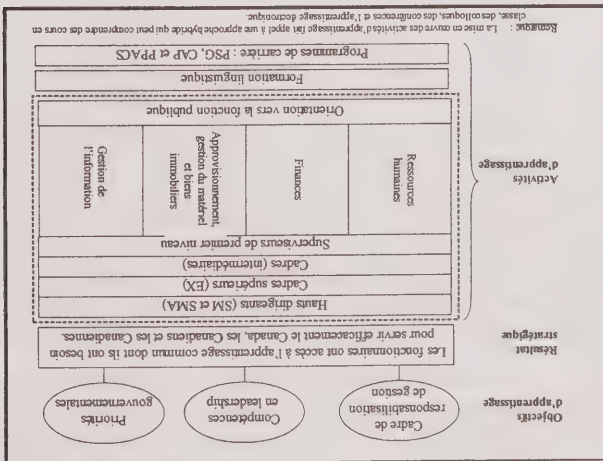 Objectifs
d'apprentissage
Cadre de
responsabilisation
de gestion
Compétences
en leadership
Priorités
gouvernementales
Résultat
stratégique
Les fonctionnaires ont accès à l'apprentissage commun dont ils ont besoin
pour servir efficacement le Canada, les Canadiens et les Canadiennes.
Activités
d'apprentissage
Hauts dirigeants (SM et SMA)
Cadres supérieurs (EX)
Cadres (intermédiaires)
Superviseurs de premier niveau
Ressources
humaines
Finances
Approvisionnement,
gestion du matériel
et biens
immobiliers
Gestion de
l'information
Orientation vers la fonction publique
Formation linguistique
Programmes de carrière : PSG, CAP et PPACS
Remarque : La mise en œuvre des activités d'apprentissage fait appel à une approche hybride qui peut comprendre des cours en
classe, des colloques, des conférences et l'apprentissage électronique.